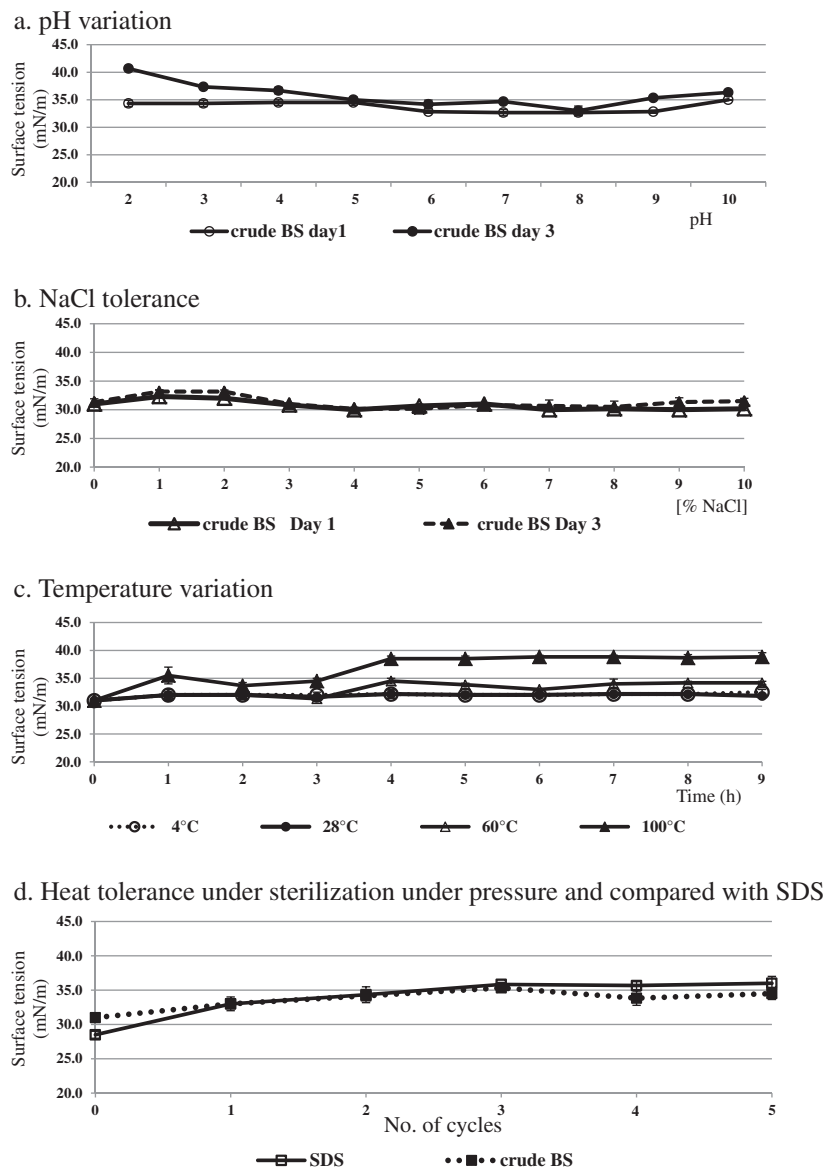 a. pH variation
45.0
40.0
35.0
30.0
25.0
20.0
Surface tension
(mN/m)
2 3 4 5 6 7 8 9 10
pH
crude BS day1 crude BS day 3
b. NaCl tolerance
45.0
40.0
35.0
30.0
25.0
20.0
Surface tension
(mN/m)
0 1 2 3 4 5 6 7 8 9 10
[% NaCl]
crude BS Day 1 crude BS Day 3
c. Temperature variation
45.0
40.0
35.0
30.0
25.0
20.0
Surface tension
(mN/m)
0 1 2 3 4 5 6 7 8 9
Time (h)
4°C 28°C 60°C 100°C
d. Heat tolerance under sterilization under pressure and compared with SDS
45.0
40.0
35.0
30.0
25.0
20.0
Surface tension
(mN/m)
0 1 2 3 4 5
No. of cycles
SDS crude BS